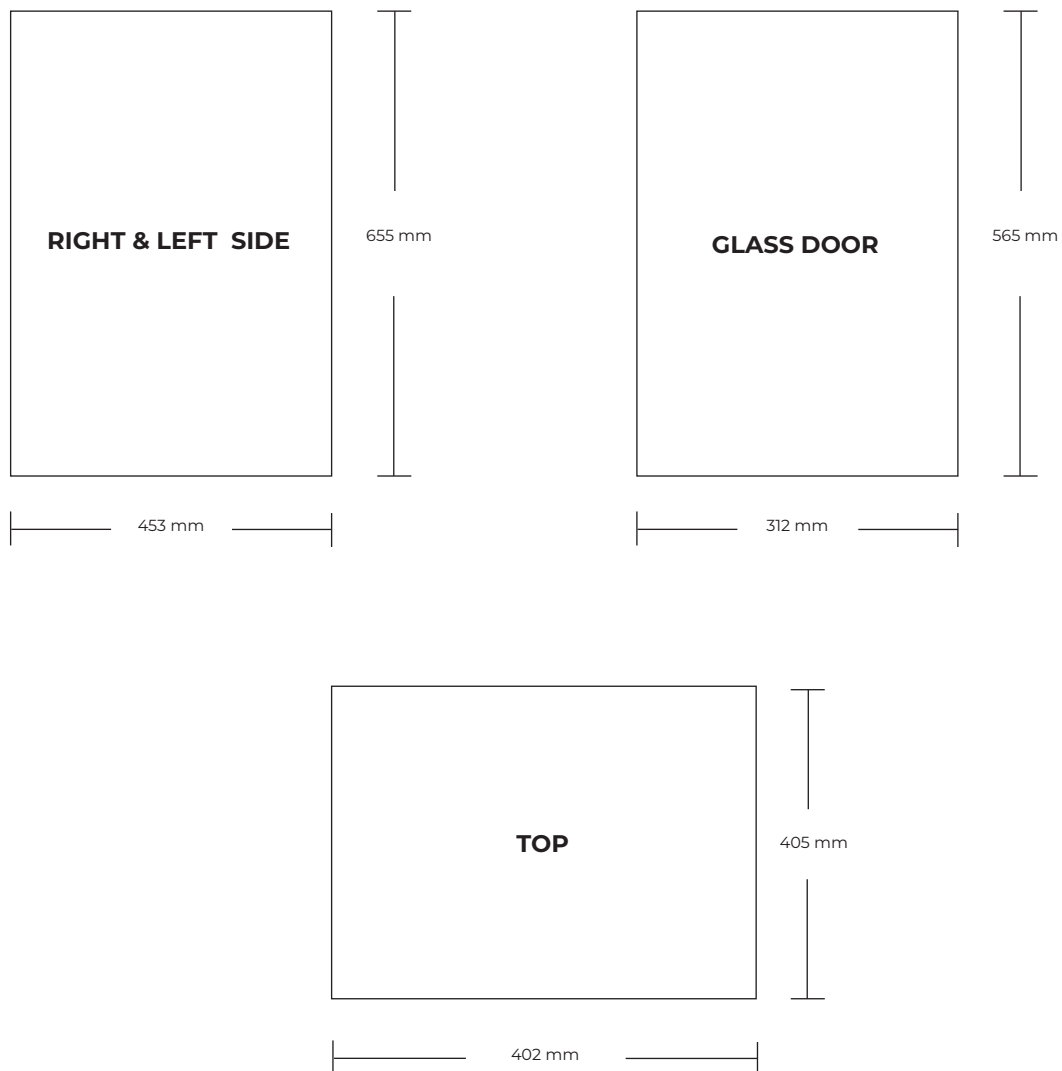 RIGHT & LEFT  SIDE
655 mm
453 mm
GLASS DOOR
565 mm
312 mm
TOP
405 mm
402 mm